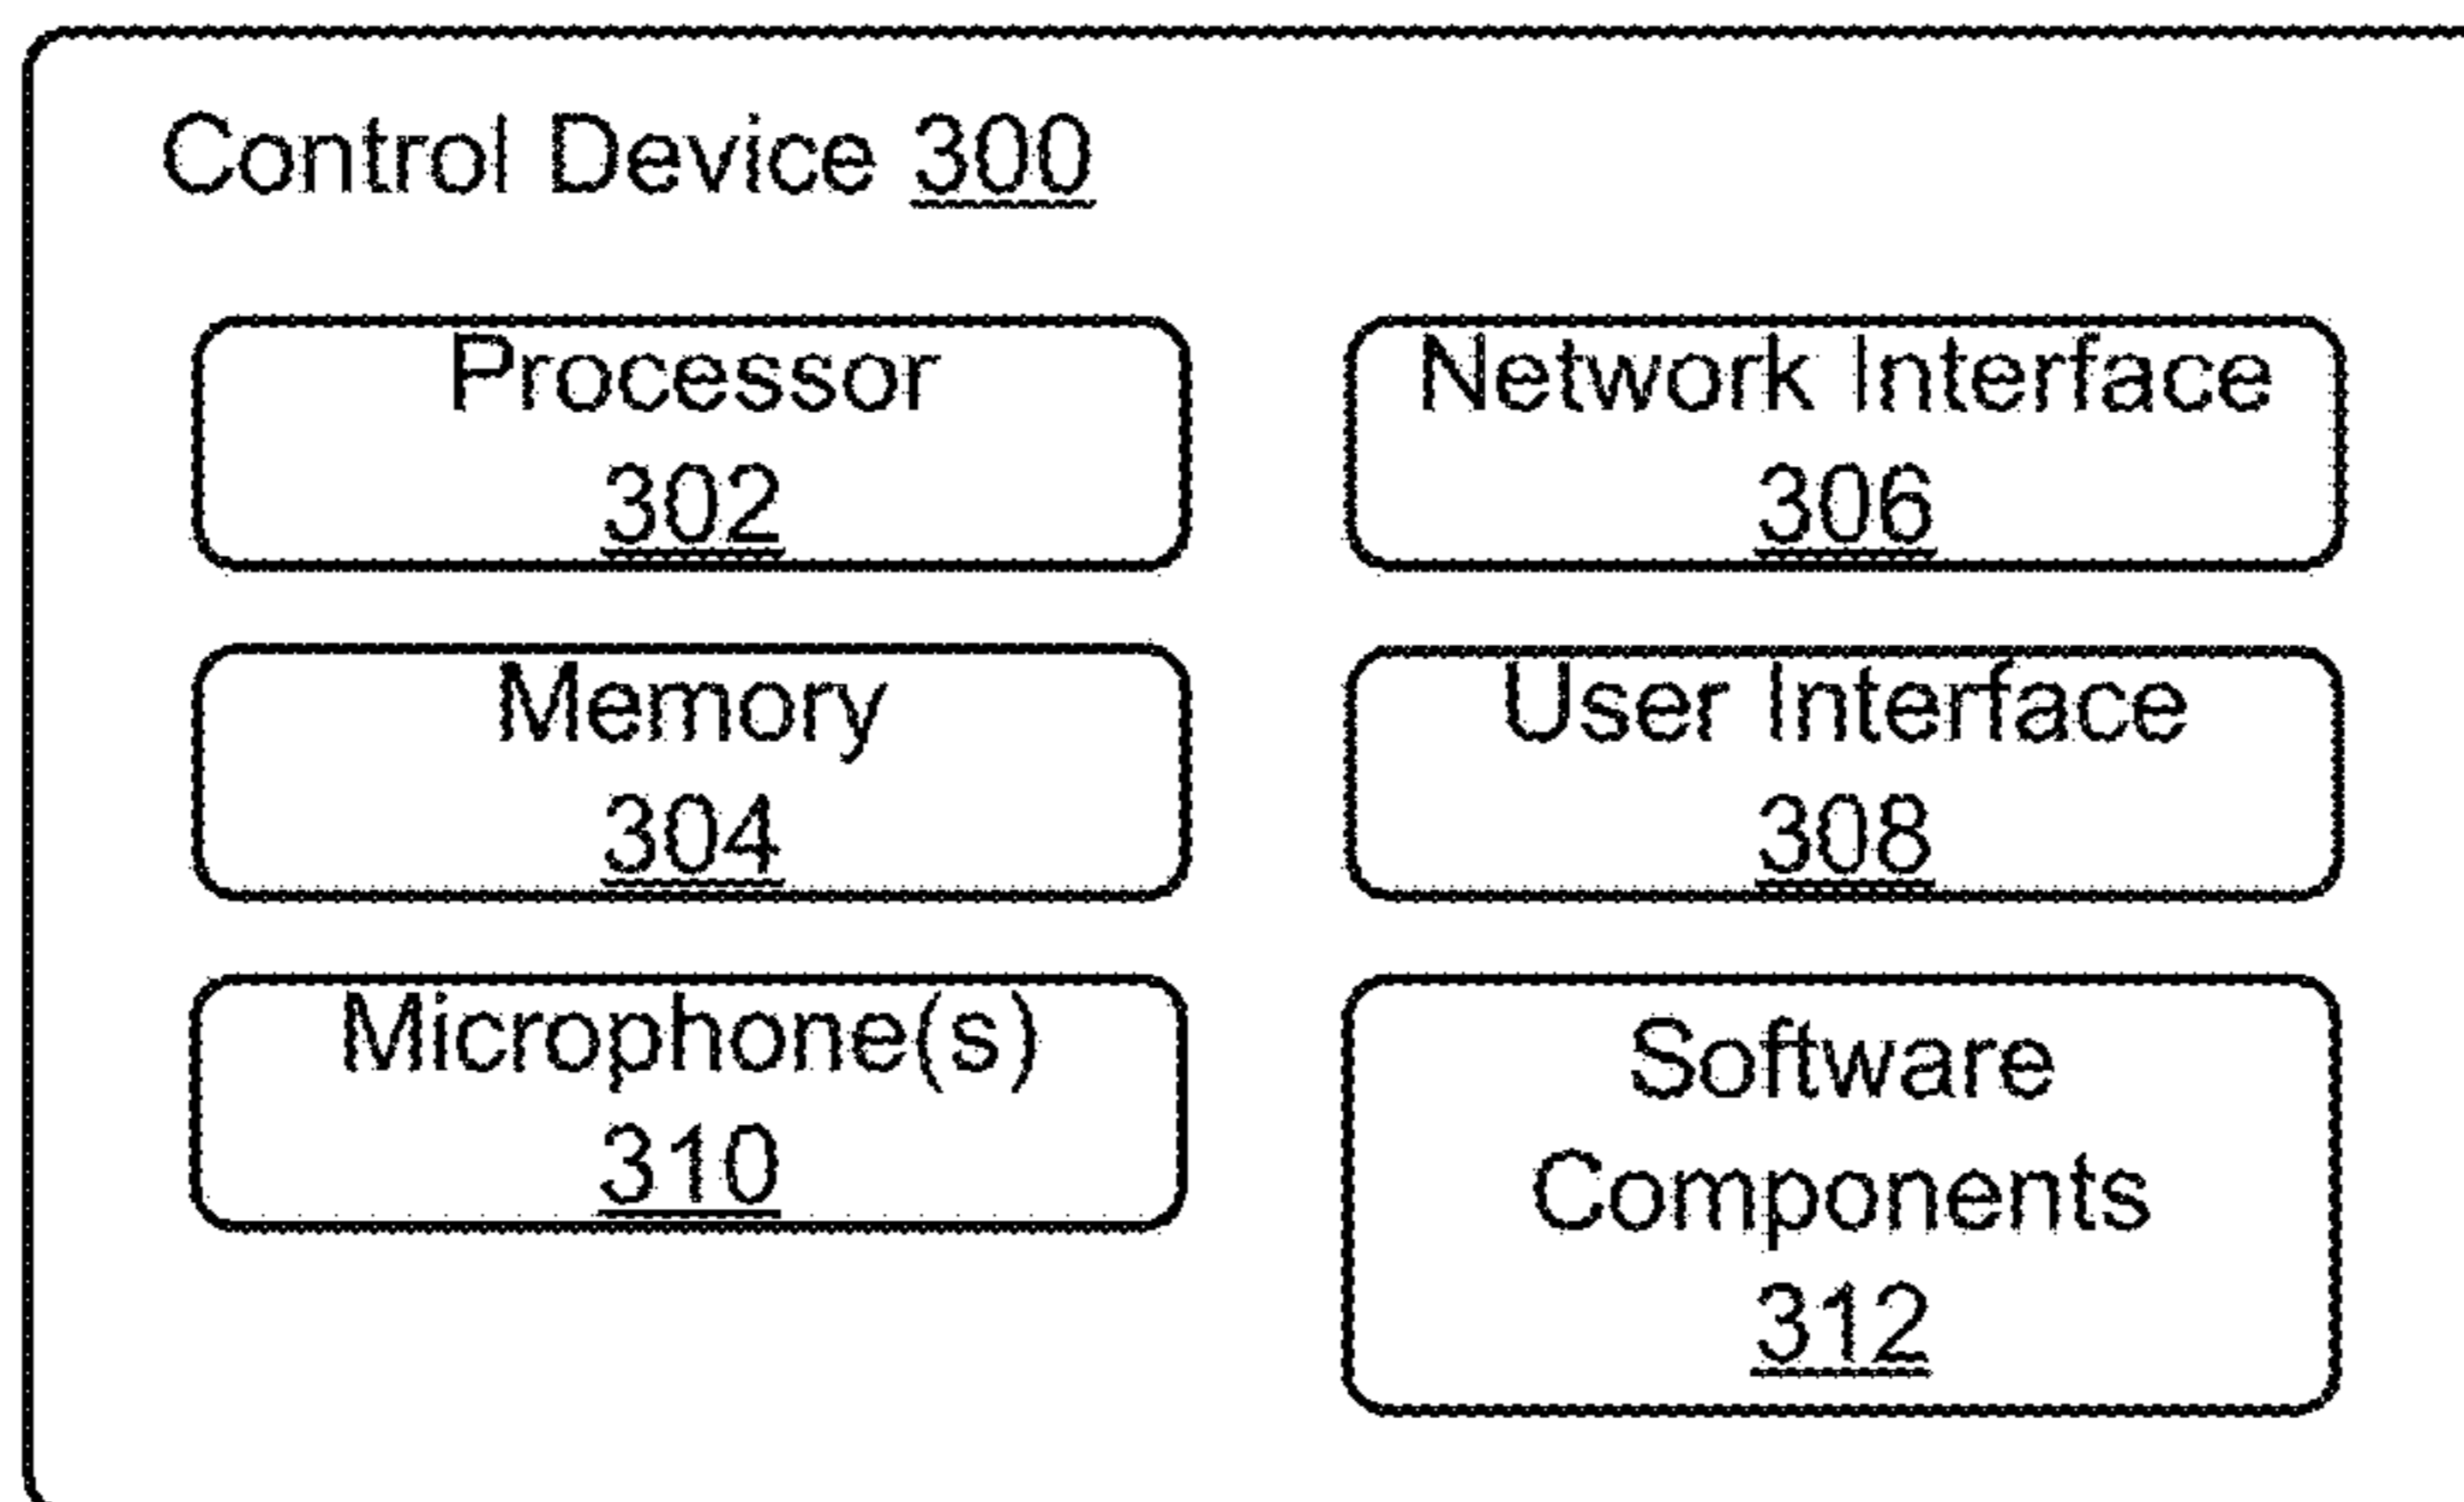 Control Device 300
Processor
302
Network Interface
306
Memory
304
User Interface
308
Microphone(s)
310
Software
Components
312